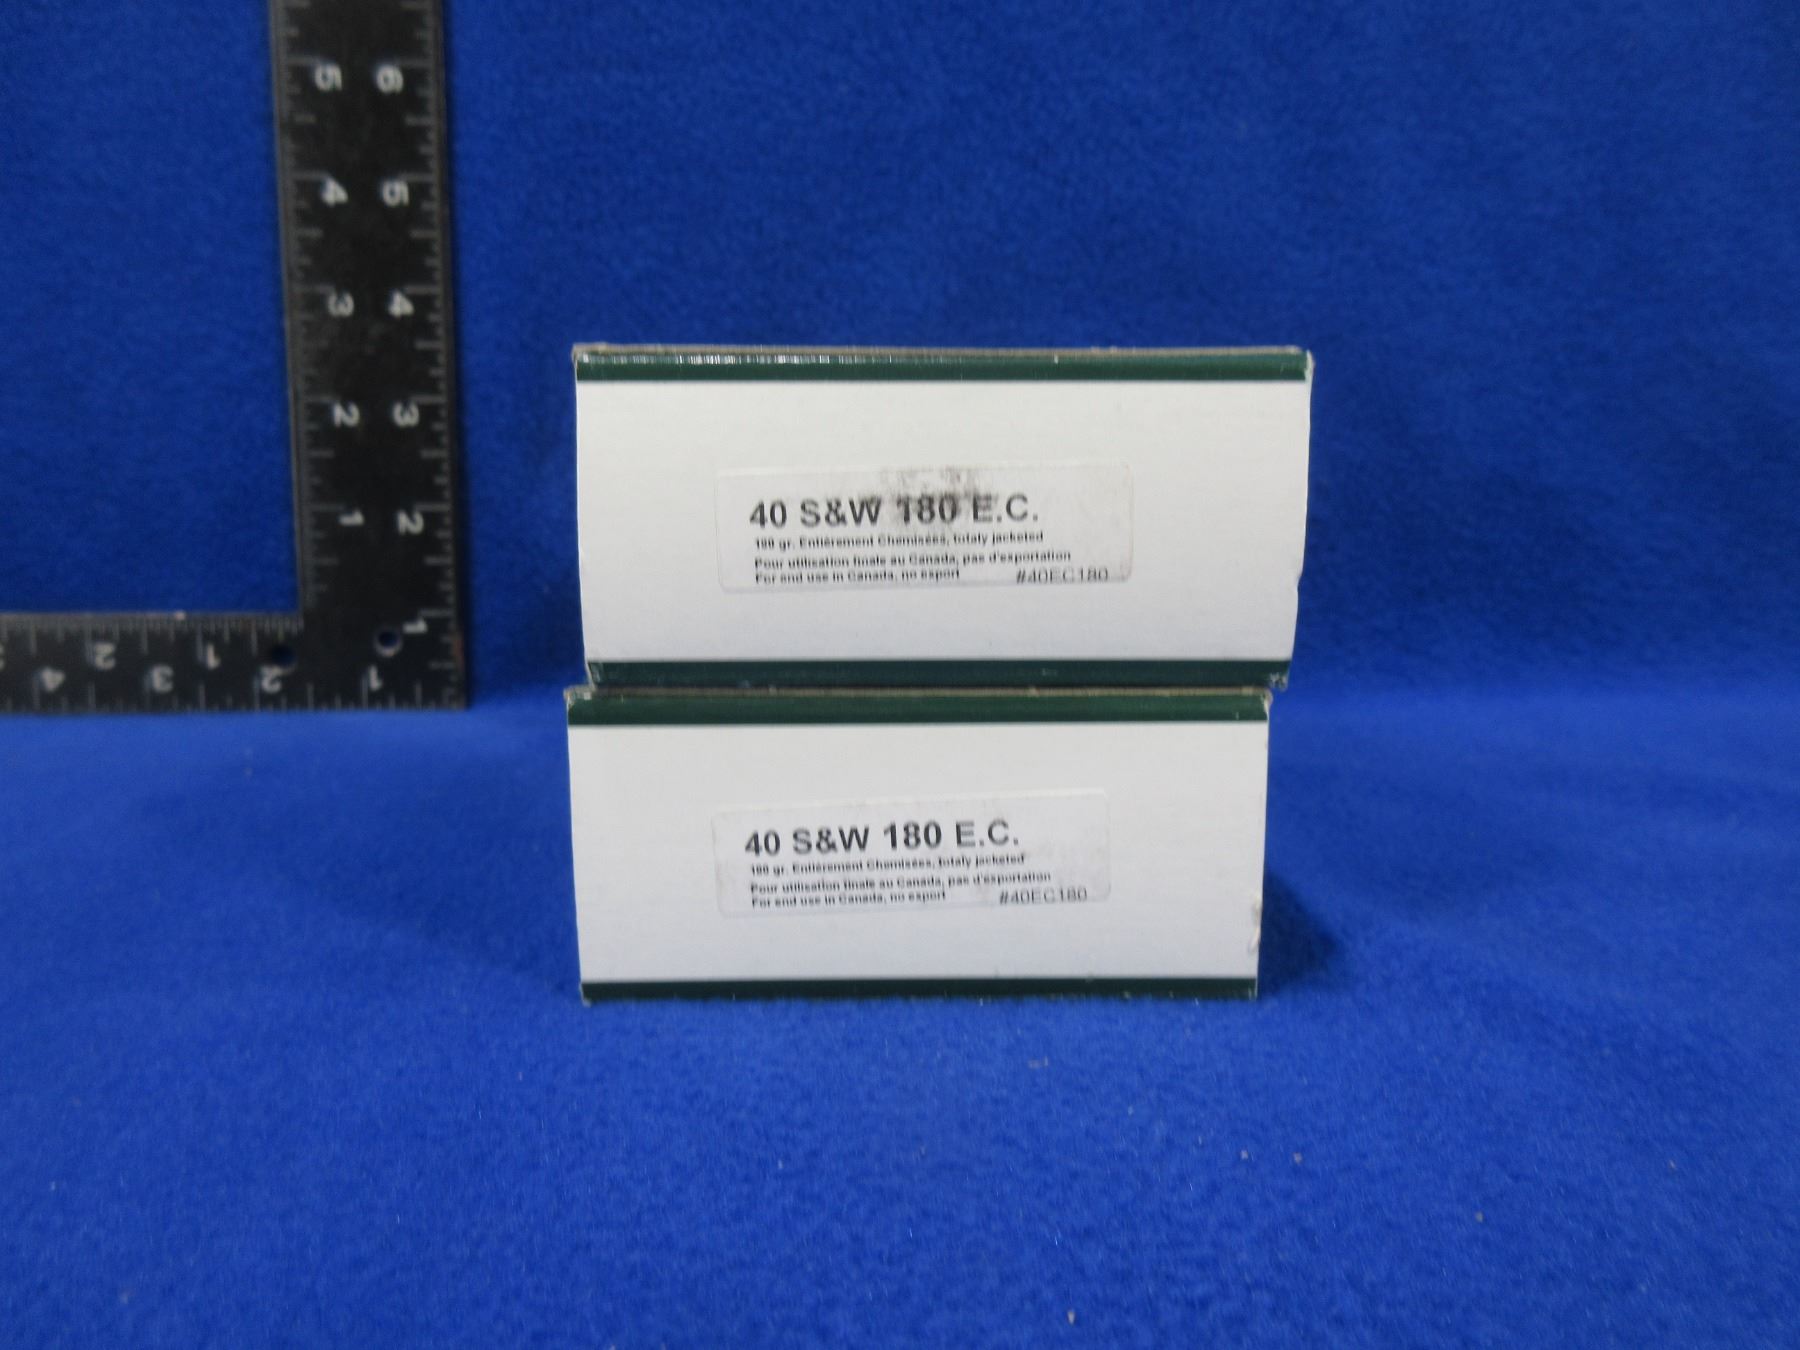 5 6
4 5
3 4
2 3
1 2
1
2 1
4 3 2 1
40 S&W 180 E.C.
180 gr. Entièrement Chemisées, totaly jacketed
Pour utilisation finale au Canada, pas d'exportation
For end use in Canada, no export #40EC180
40 S&W 180 E.C.
180 gr. Entièrement Chemisées, totaly jacketed
Pour utilisation finale au Canada, pas d'exportation
For end use in Canada, no export #40EC180